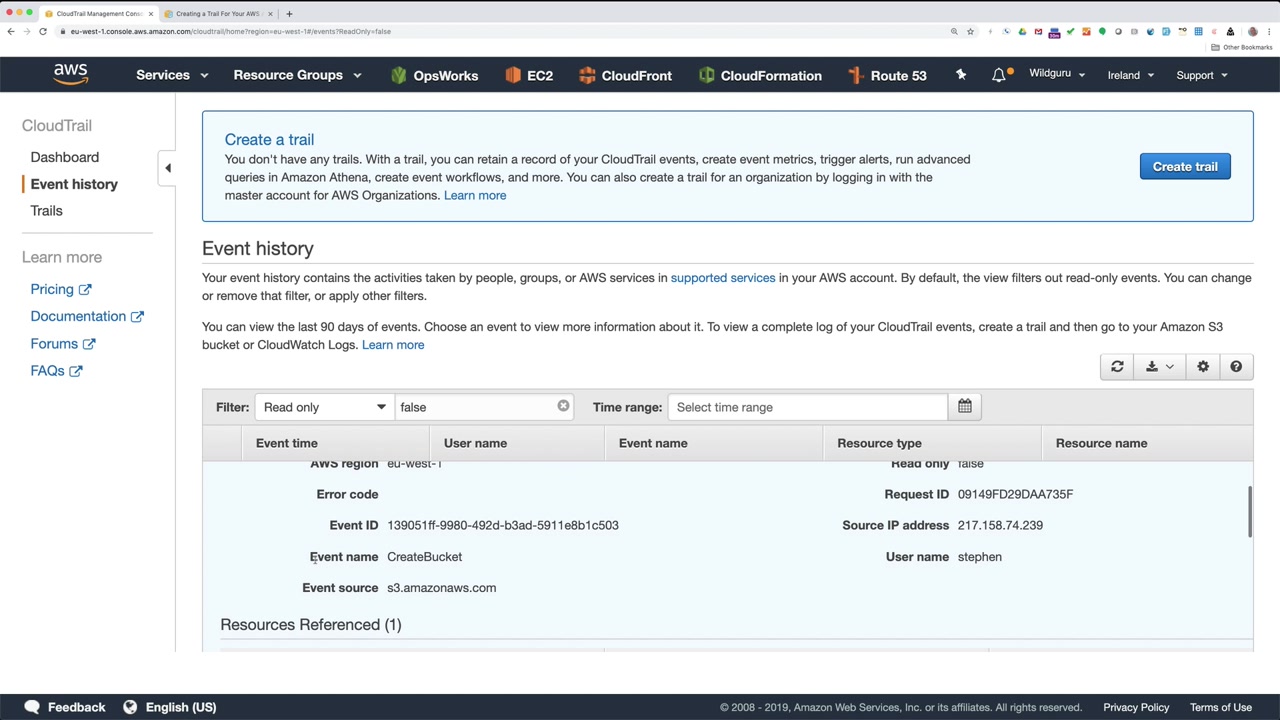 CloudTrail Management Cons
Creating a Trail For Your AWS
eu-west-1.console.aws.amazon.com/cloudtrail/home?region=eu-west-1#/events?ReadOnly=false
Other Bookmarks
aws
Services
Resource Groups
OpsWorks
EC2
CloudFront
CloudFormation
Route 53
Wildguru
Ireland
Support
CloudTrail
Dashboard
Event history
Trails
Learn more
Pricing
Documentation
Forums
FAQs
Create a trail
You don't have any trails. With a trail, you can retain a record of your CloudTrail events, create event metrics, trigger alerts, run advanced
queries in Amazon Athena, create event workflows, and more. You can also create a trail for an organization by logging in with the
master account for AWS Organizations. Learn more
Create trail
Event history
Your event history contains the activities taken by people, groups, or AWS services in supported services in your AWS account. By default, the view filters out read-only events. You can change
or remove that filter, or apply other filters.
You can view the last 90 days of events. Choose an event to view more information about it. To view a complete log of your CloudTrail events, create a trail and then go to your Amazon S3
bucket or CloudWatch Logs. Learn more
Filter: Read only false Time range: Select time range
Event time User name Event name Resource type Resource name
AWS region eu-west-1 Read only false
Error code Request ID 09149FD29DAA735F
Event ID 139051ff-9980-492d-b3ad-5911e8b1c503 Source IP address 217.158.74.239
Event name CreateBucket User name stephen
Event source s3.amazonaws.com
Resources Referenced (1)
Feedback English (US) © 2008 - 2019, Amazon Web Services, Inc. or its affiliates. All rights reserved. Privacy Policy Terms of Use